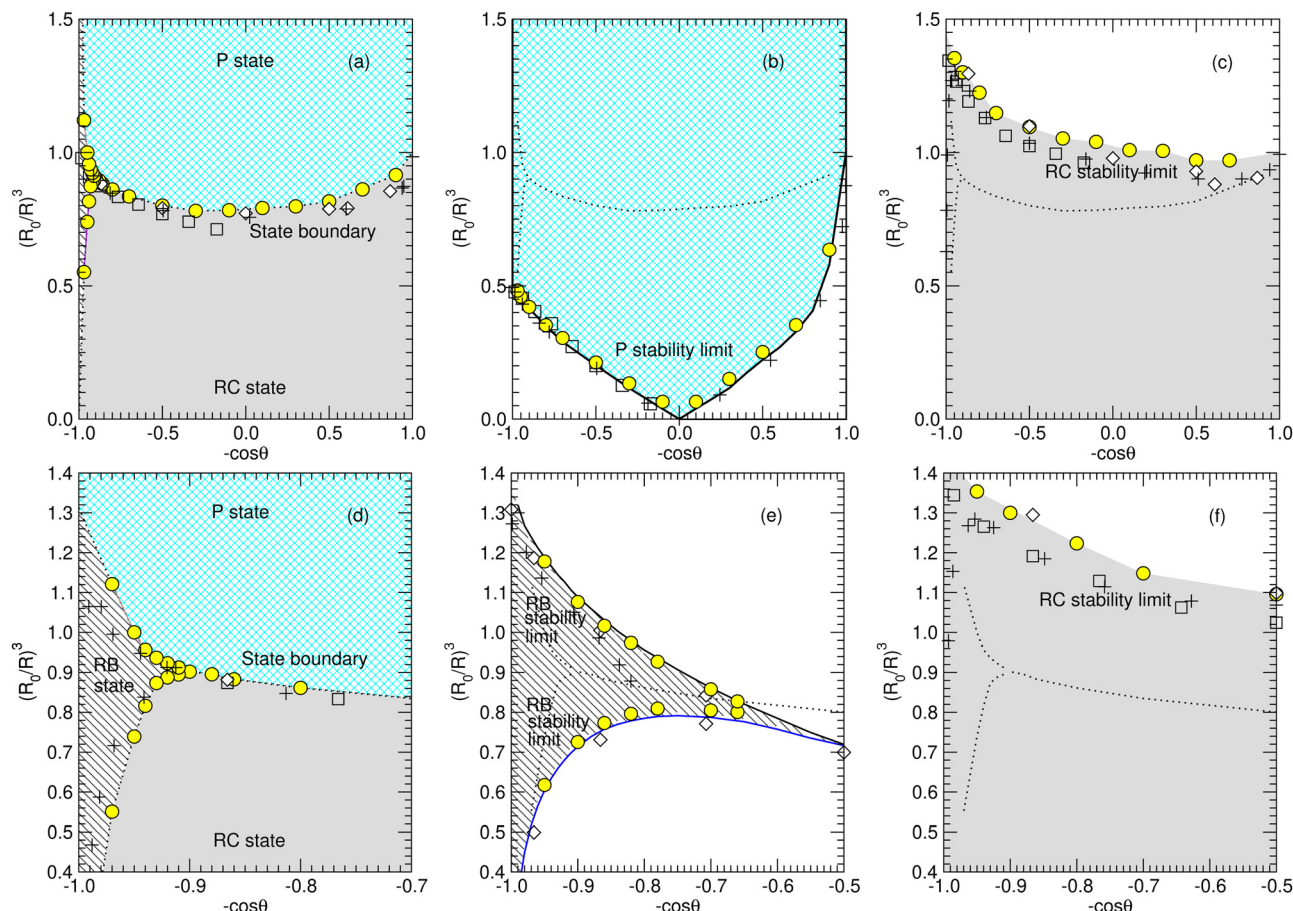 1.5
1.0
0.5
0.0
(R₀/R)³
P state
(a)
State boundary
RC state
-1.0 -0.5 0.0 0.5 1.0
-cosθ
1.5
1.0
0.5
0.0
(R₀/R)³
(b)
P stability limit
-1.0 -0.5 0.0 0.5 1.0
-cosθ
1.5
1.0
0.5
0.0
(R₀/R)³
(c)
RC stability limit
-1.0 -0.5 0.0 0.5 1.0
-cosθ
1.4
1.3
1.2
1.1
1.0
0.9
0.8
0.7
0.6
0.5
0.4
(R₀/R)³
P state
(d)
State boundary
RB
state
RC state
-1.0 -0.9 -0.8 -0.7
-cosθ
1.4
1.3
1.2
1.1
1.0
0.9
0.8
0.7
0.6
0.5
0.4
(R₀/R)³
(e)
RB
stability
limit
RB
stability
limit
-1.0 -0.9 -0.8 -0.7 -0.6 -0.5
-cosθ
1.4
1.3
1.2
1.1
1.0
0.9
0.8
0.7
0.6
0.5
0.4
(R₀/R)³
(f)
RC stability limit
-1.0 -0.9 -0.8 -0.7 -0.6 -0.5
-cosθ